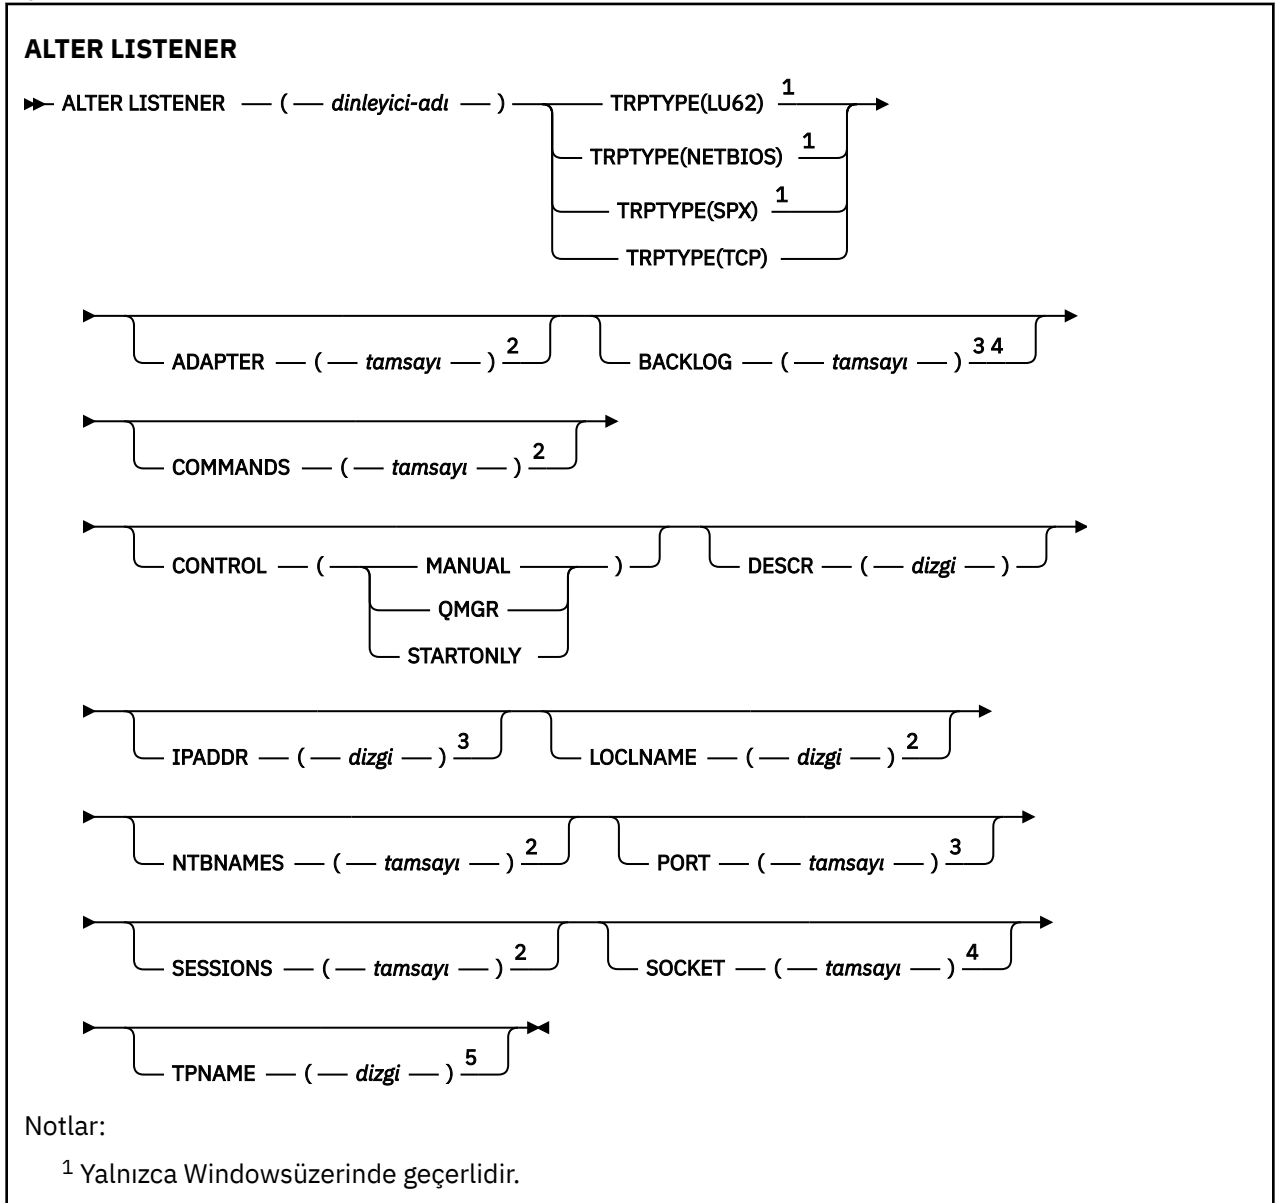 ALTER LISTENER
ALTER LISTENER ( dinleyici-adı ) TRPTYPE(LU62) 1
TRPTYPE(NETBIOS) 1
TRPTYPE(SPX) 1
TRPTYPE(TCP)
ADAPTER ( tamsayı ) 2 BACKLOG ( tamsayı ) 3 4
COMMANDS ( tamsayı ) 2
CONTROL ( MANUAL ) DESCR ( dizgi )
QMGR
STARTONLY
IPADDR ( dizgi ) 3 LOCLNAME ( dizgi ) 2
NTBNAMES ( tamsayı ) 2 PORT ( tamsayı ) 3
SESSIONS ( tamsayı ) 2 SOCKET ( tamsayı ) 4
TPNAME ( dizgi ) 5
Notlar:
1 Yalnızca Windowsüzerinde geçerlidir.